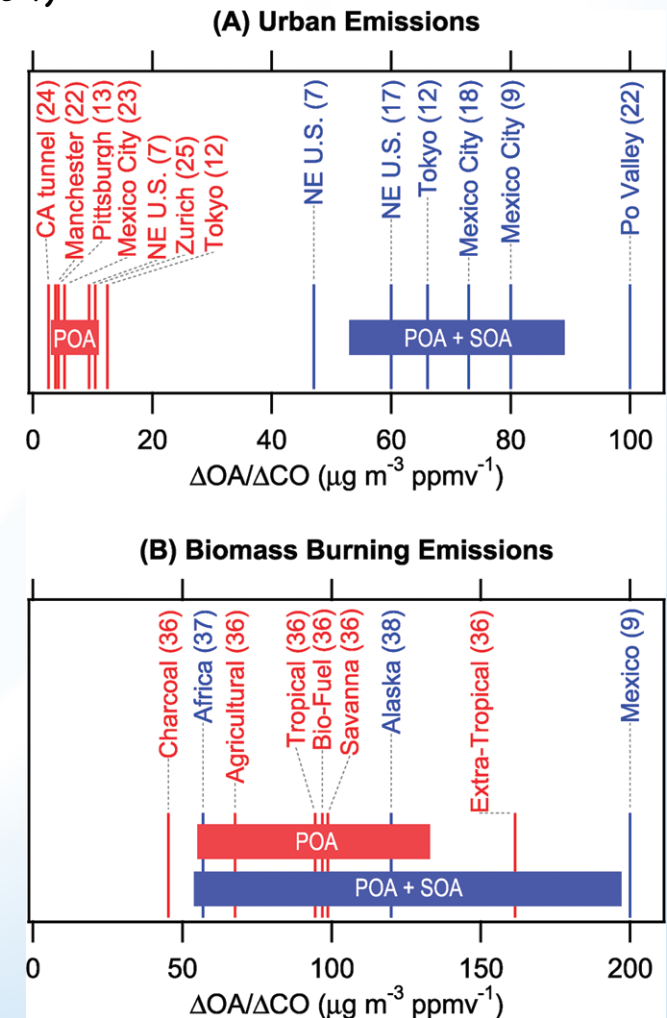 (A) Urban Emissions
CA tunnel (24)
Manchester (22)
Pittsburgh (13)
Mexico City (23)
NE U.S. (7)
Zurich (25)
Tokyo (12)
NE U.S. (7)
NE U.S. (17)
Tokyo (12)
Mexico City (18)
Mexico City (9)
Po Valley (22)
POA
POA + SOA
0 20 40 60 80 100
ΔOA/ΔCO (μg m⁻³ ppmv⁻¹)
(B) Biomass Burning Emissions
Charcoal (36)
Africa (37)
Agricultural (36)
Tropical (36)
Bio-Fuel (36)
Savanna (36)
Alaska (38)
Extra-Tropical (36)
Mexico (9)
POA
POA + SOA
0 50 100 150 200
ΔOA/ΔCO (μg m⁻³ ppmv⁻¹)